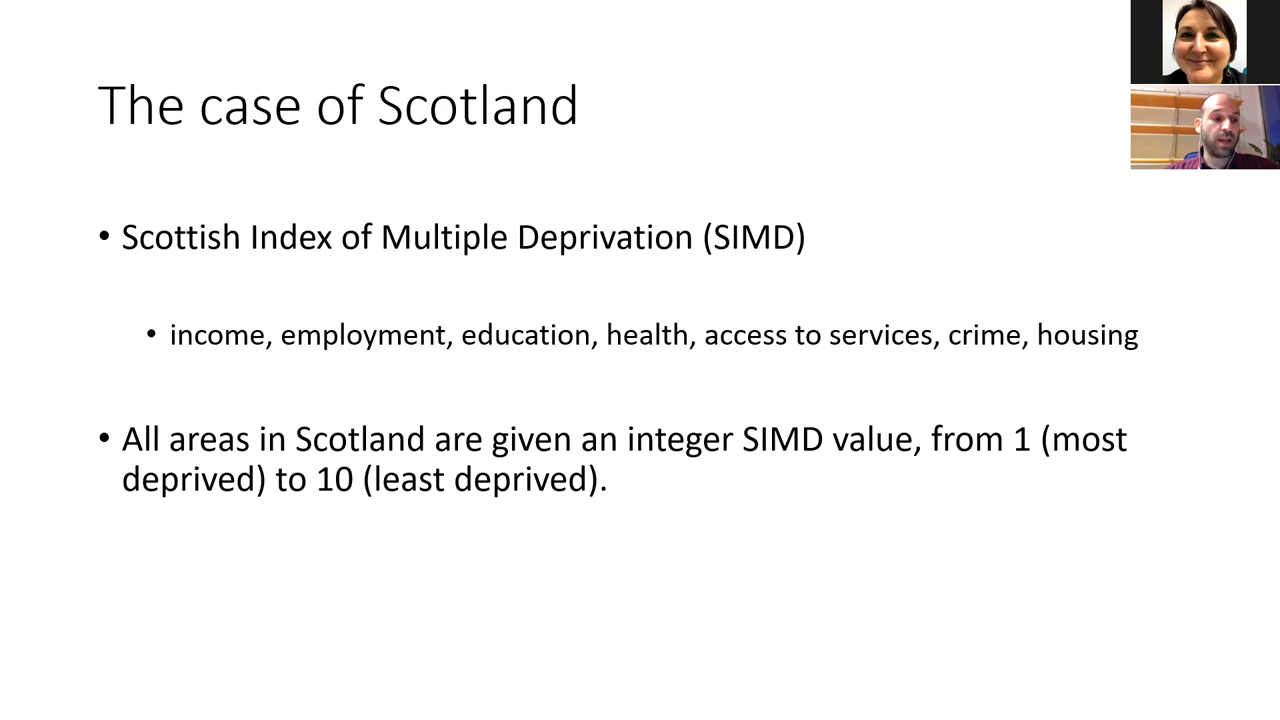 The case of Scotland
• Scottish Index of Multiple Deprivation (SIMD)
• income, employment, education, health, access to services, crime, housing
• All areas in Scotland are given an integer SIMD value, from 1 (most
deprived) to 10 (least deprived).